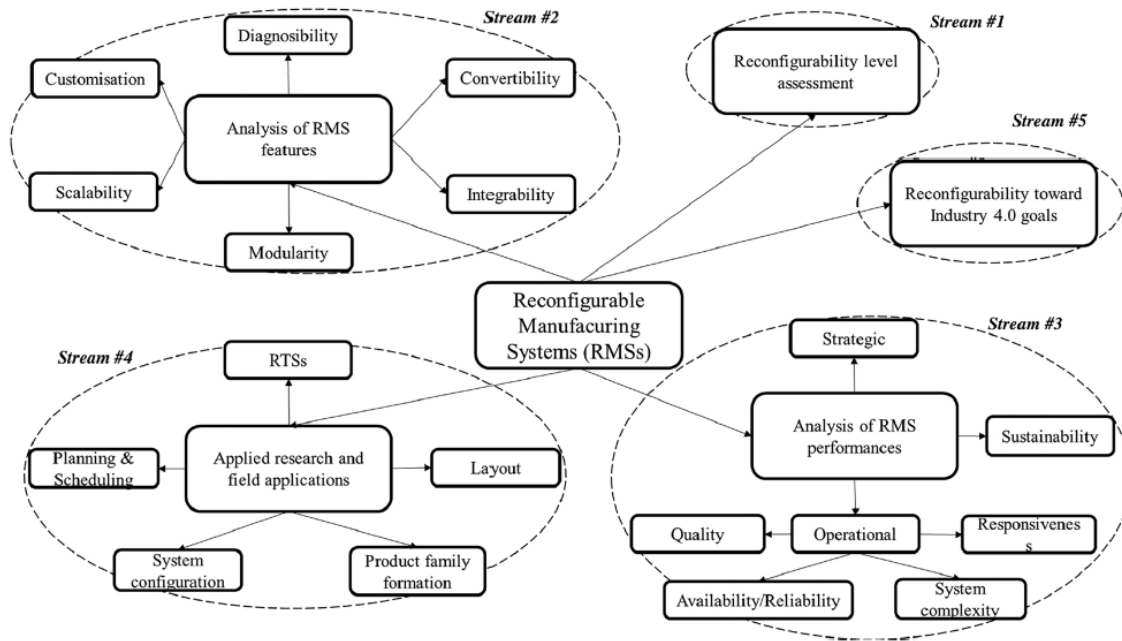 Stream #2
Diagnosibility
Customisation
Convertibility
Analysis of RMS
features
Scalability
Integrability
Modularity
Stream #1
Reconfigurability level
assessment
Stream #5
Reconfigurability toward
Industry 4.0 goals
Reconfigurable
Manufacuring
Systems (RMSs)
Stream #4
RTSs
Planning &
Scheduling
Applied research and
field applications
Layout
System
configuration
Product family
formation
Stream #3
Strategic
Analysis of RMS
performances
Sustainability
Quality
Operational
Responsivenes
s
Availability/Reliability
System
complexity